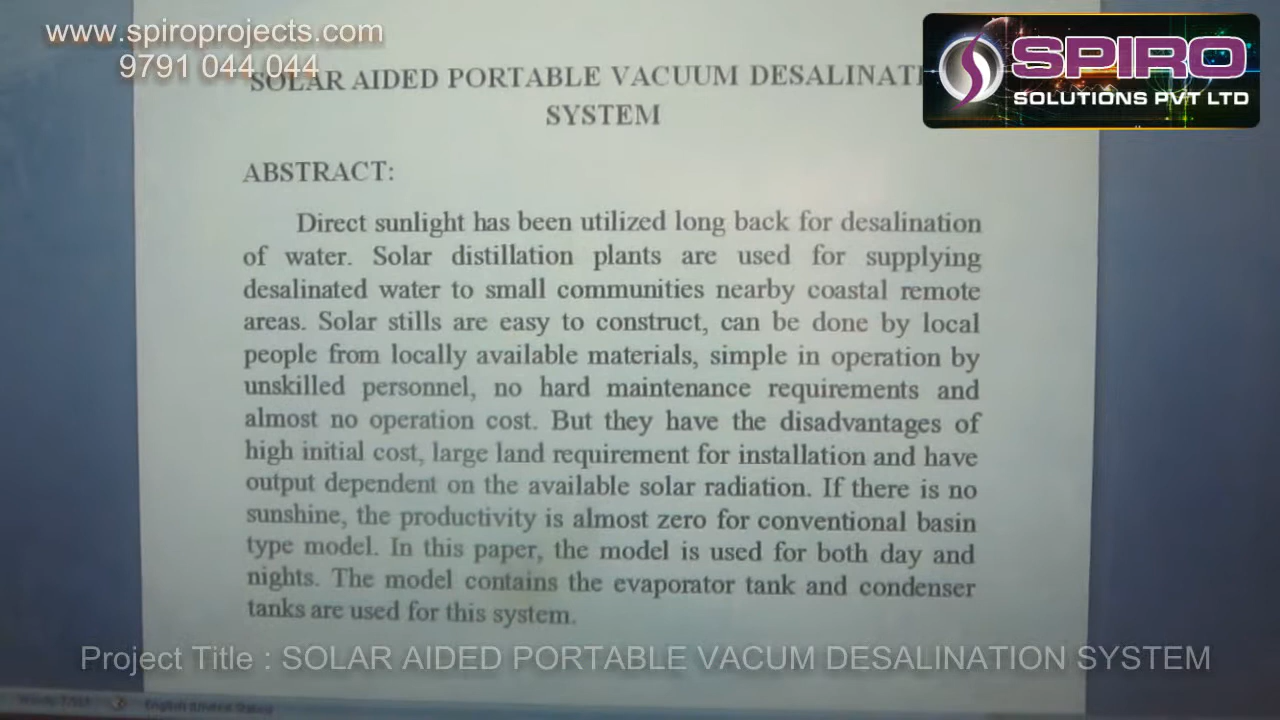 www.spiroprojects.com
9791 044 044
SPIRO
SOLUTIONS PVT LTD
SOLAR AIDED PORTABLE VACUUM DESALINATI
SYSTEM
ABSTRACT:
Direct sunlight has been utilized long back for desalination
of water. Solar distillation plants are used for supplying
desalinated water to small communities nearby coastal remote
areas. Solar stills are easy to construct, can be done by local
people from locally available materials, simple in operation by
unskilled personnel, no hard maintenance requirements and
almost no operation cost. But they have the disadvantages of
high initial cost, large land requirement for installation and have
output dependent on the available solar radiation. If there is no
sunshine, the productivity is almost zero for conventional basin
type model. In this paper, the model is used for both day and
nights. The model contains the evaporator tank and condenser
tanks are used for this system.
Project Title : SOLAR AIDED PORTABLE VACUM DESALINATION SYSTEM
English (United States)